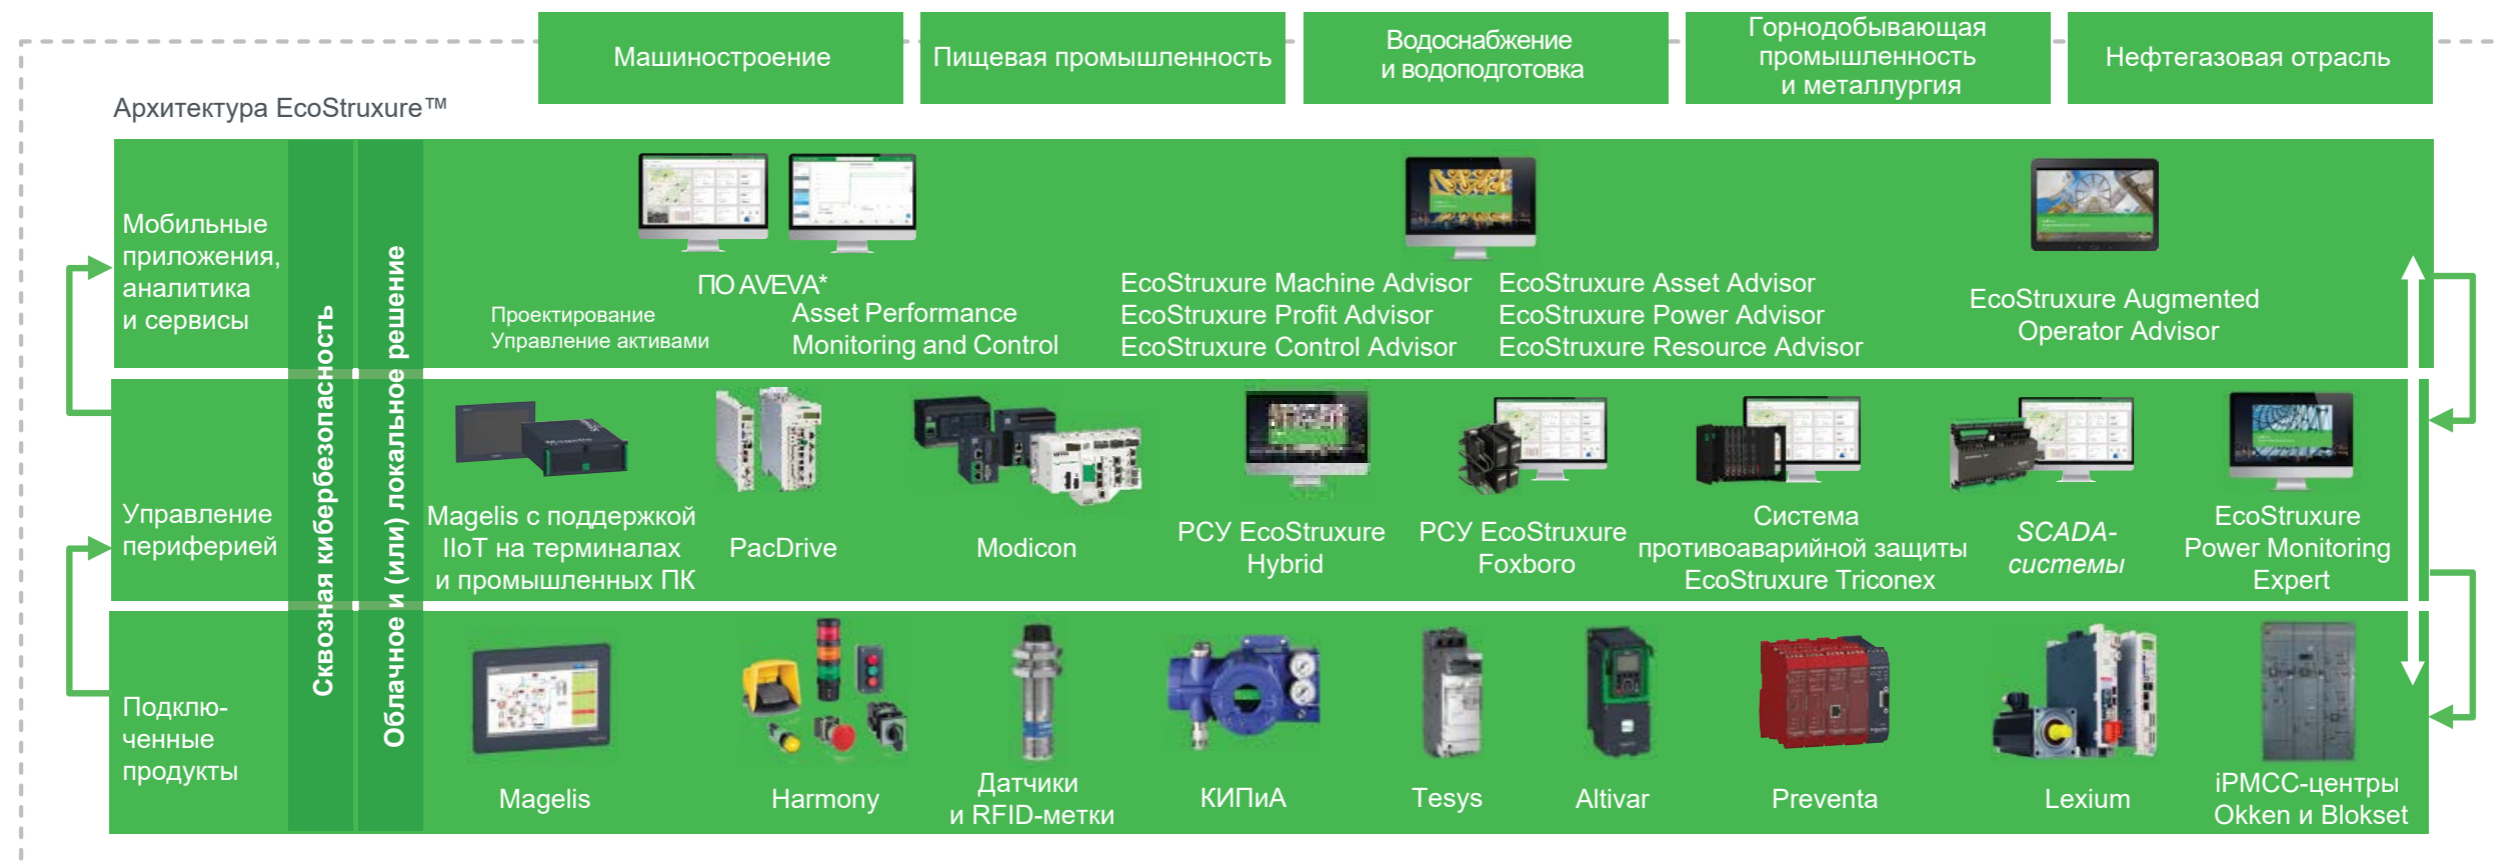 Машиностроение
Пищевая промышленность
Водоснабжение
и водоподготовка
Горнодобывающая
промышленность
и металлургия
Нефтегазовая отрасль
Архитектура EcoStruxure™
Мобильные
приложения,
аналитика
и сервисы
Сквозная кибербезопасность
Облачное и (или) локальное решение
ПО AVEVA*
Проектирование
Управление активами
Asset Performance
Monitoring and Control
EcoStruxure Machine Advisor
EcoStruxure Profit Advisor
EcoStruxure Control Advisor
EcoStruxure Asset Advisor
EcoStruxure Power Advisor
EcoStruxure Resource Advisor
EcoStruxure Augmented
Operator Advisor
Управление
периферией
Magelis с поддержкой
IIoT на терминалах
и промышленных ПК
PacDrive
Modicon
РСУ EcoStruxure
Hybrid
РСУ EcoStruxure
Foxboro
Система
противоаварийной защиты
EcoStruxure Triconex
SCADA-
системы
EcoStruxure
Power Monitoring
Expert
Подклю-
ченные
продукты
Magelis
Harmony
Датчики
и RFID-метки
КИПиА
Tesys
Altivar
Preventa
Lexium
iPMCC-центры
Okken и Blokset